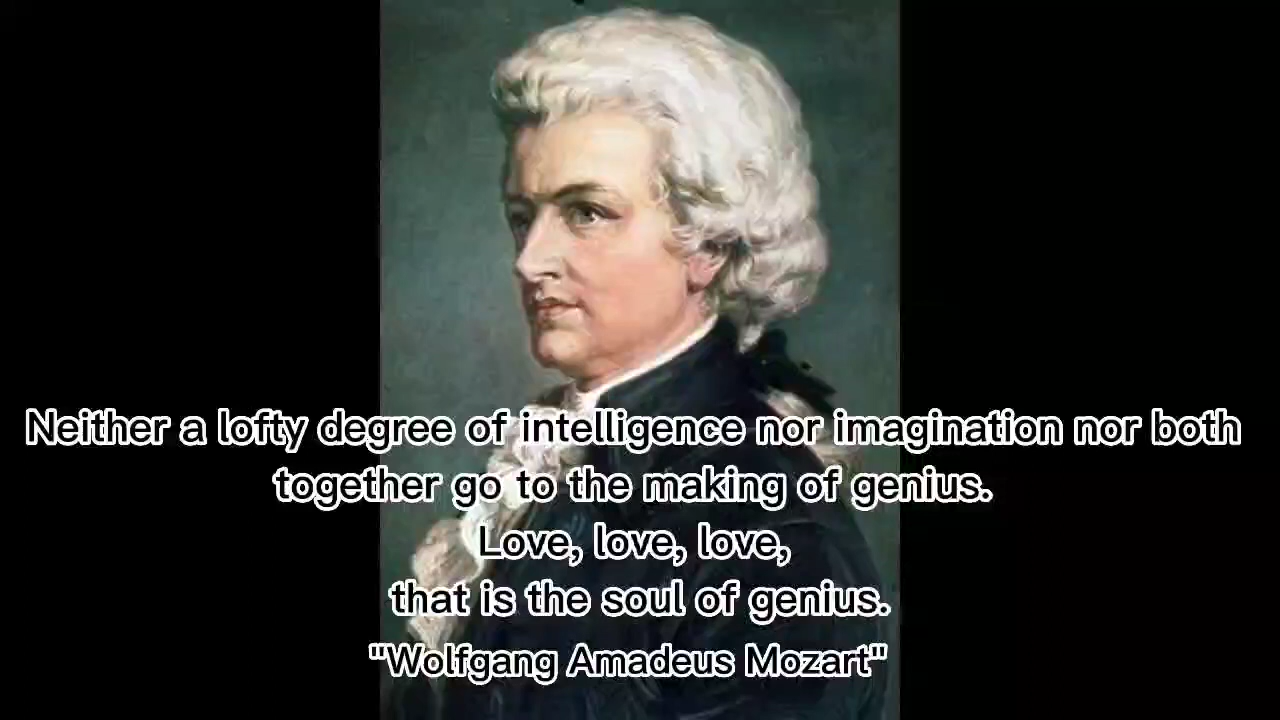 Neither a lofty degree of intelligence nor imagination nor both
together go to the making of genius.
Love, love, love,
that is the soul of genius.
"Wolfgang Amadeus Mozart"